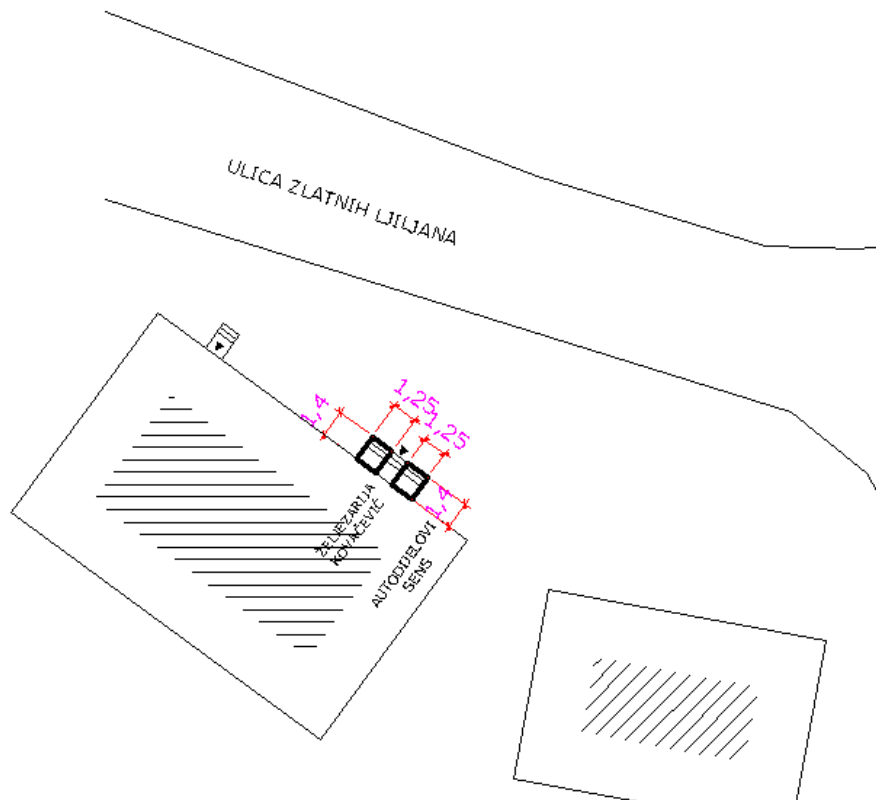 ULICA ZLATNIH LJILJANA
1,4
1,25
1,25
1,4
ŽELJEZARIJA
KOVAČEVIĆ
AUTODIJELOVI
SENS